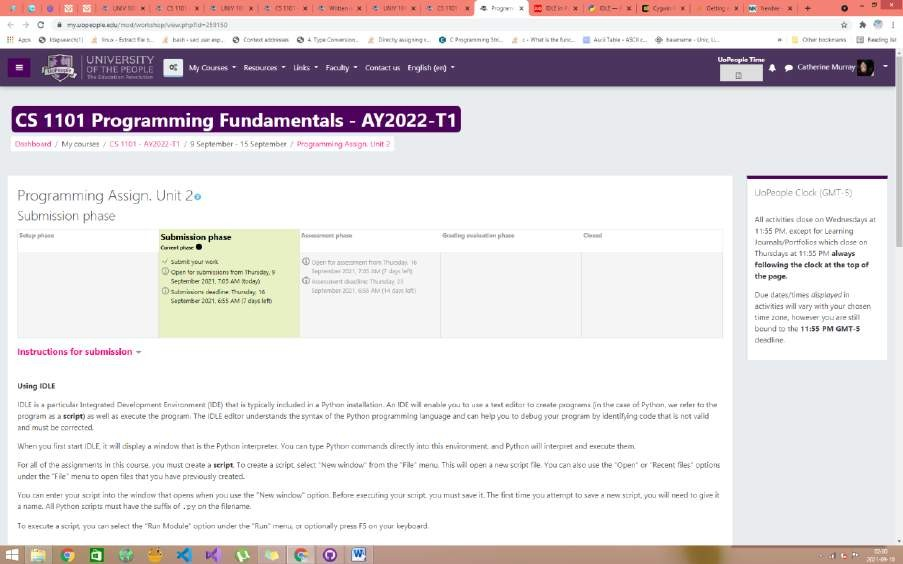 my.uopeople.edu/mod/workshop/view.php?id=
Apps
Context addresses
Other bookmarks
Reading list
UoPeople
UNIVERSITY
OF THE PEOPLE
The Education Revolution
My Courses
Resources
Links
Faculty
Contact us
English (en)
UoPeople Time
Catherine Murray
CS 1101 Programming Fundamentals - AY2022-T1
Dashboard / My courses / CS 1101 - AY2022-T1 / 9 September - 15 September / Programming Assign. Unit 2
Programming Assign. Unit 2
Submission phase
Setup phase
Submission phase
Current phase
Submit your work
Open for submissions from Thursday, 9
September 2021, 7:05 AM (today)
Submissions deadline: Thursday, 16
September 2021, 6:55 AM (7 days left)
Assessment phase
Open for assessment from Thursday, 16
September 2021, 7:05 AM (7 days left)
Assessment deadline: Thursday, 23
September 2021, 6:55 AM (14 days left)
Grading evaluation phase
Closed
Instructions for submission
Using IDLE
IDLE is a particular Integrated Development Environment (IDE) that is typically included in a Python installation. An IDE will enable you to use a text editor to create programs (in the case of Python, we refer to the
program as a script) as well as execute the program. The IDLE editor understands the syntax of the Python programming language and can help you to debug your program by identifying code that is not valid
and must be corrected.
When you first start IDLE, it will display a window that is the Python interpreter. You can type Python commands directly into this environment, and Python will interpret and execute them.
For all of the assignments in this course, you must create a script. To create a script, select "New window" from the "File" menu. This will open a new script file. You can also use the "Open" or "Recent files" options
under the "File" menu to open files that you have previously created.
You can enter your script into the window that opens when you use the "New window" option. Before executing your script, you must save it. The first time you attempt to save a new script, you will need to give it
a name. All Python scripts must have the suffix of .py on the filename.
To execute a script, you can select the "Run Module" option under the "Run" menu, or optionally press F5 on your keyboard.
UoPeople Clock (GMT-5)
All activities close on Wednesdays at
11:55 PM, except for Learning
Journals/Portfolios which close on
Thursdays at 11:55 PM always
following the clock at the top of
the page.
Due dates/times displayed in
activities will vary with your chosen
time zone, however you are still
bound to the 11:55 PM GMT-5
deadline.